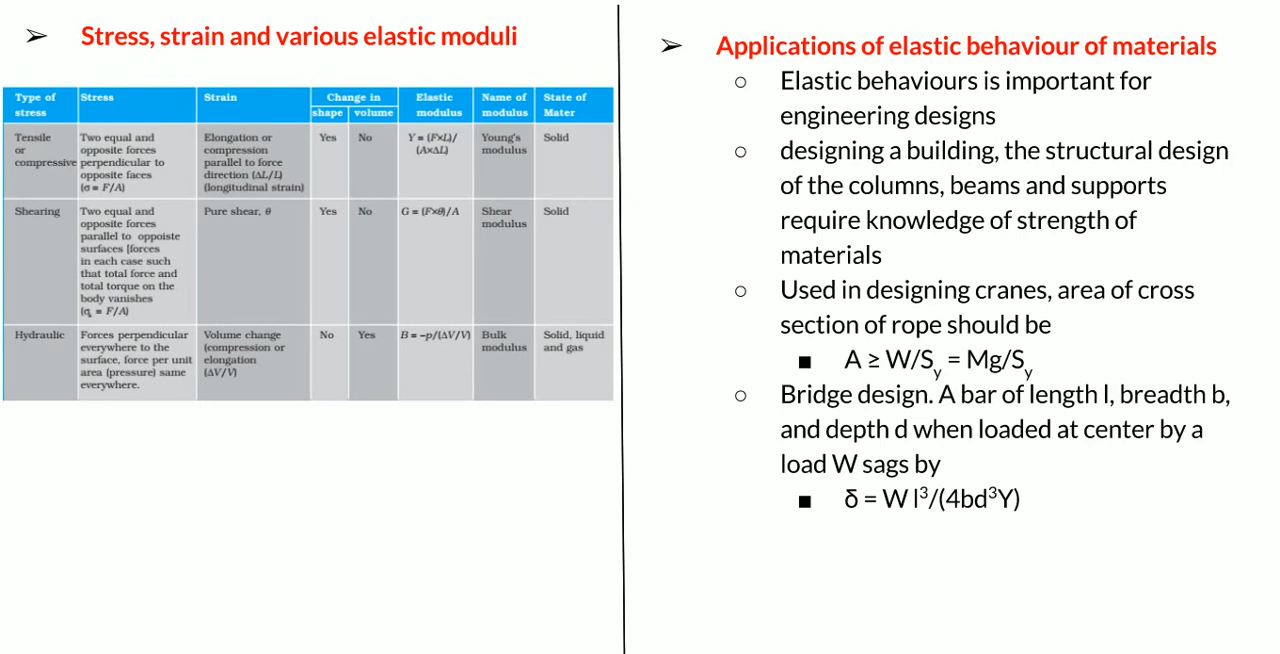 ➢ Stress, strain and various elastic moduli
Type of stress | Stress | Strain | Change in shape | Change in volume | Elastic modulus | Name of modulus | State of Mater
Tensile or compressive | Two equal and opposite forces perpendicular to opposite faces (σ = F/A) | Elongation or compression parallel to force direction (ΔL/L) (longitudinal strain) | Yes | No | Y = (F×L)/(A×ΔL) | Young's modulus | Solid
Shearing | Two equal and opposite forces parallel to oppoiste surfaces [forces in each case such that total force and total torque on the body vanishes (σs = F/A) | Pure shear, θ | Yes | No | G = (F×θ)/A | Shear modulus | Solid
Hydraulic | Forces perpendicular everywhere to the surface, force per unit area (pressure) same everywhere. | Volume change (compression or elongation (ΔV/V) | No | Yes | B = –p/(ΔV/V) | Bulk modulus | Solid, liquid and gas
➢ Applications of elastic behaviour of materials
○ Elastic behaviours is important for
engineering designs
○ designing a building, the structural design
of the columns, beams and supports
require knowledge of strength of
materials
○ Used in designing cranes, area of cross
section of rope should be
■ A ≥ W/Sy = Mg/Sy
○ Bridge design. A bar of length l, breadth b,
and depth d when loaded at center by a
load W sags by
■ δ = W l³/(4bd³Y)